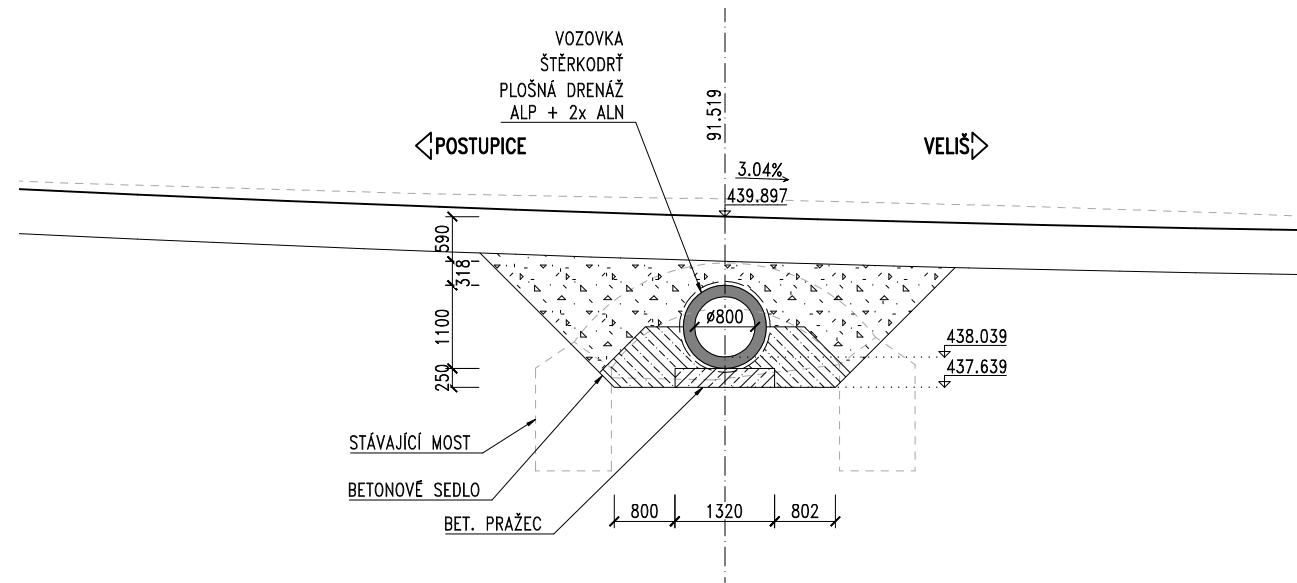 VOZOVKA
ŠTĚRKODRŤ
PLOŠNÁ DRENÁŽ
ALP + 2x ALN
91.519
POSTUPICE
VELIŠ
3.04%
439.897
590
318
1100
250
ø800
438.039
437.639
STÁVAJÍCÍ MOST
BETONOVÉ SEDLO
BET. PRAŽEC
800
1320
802